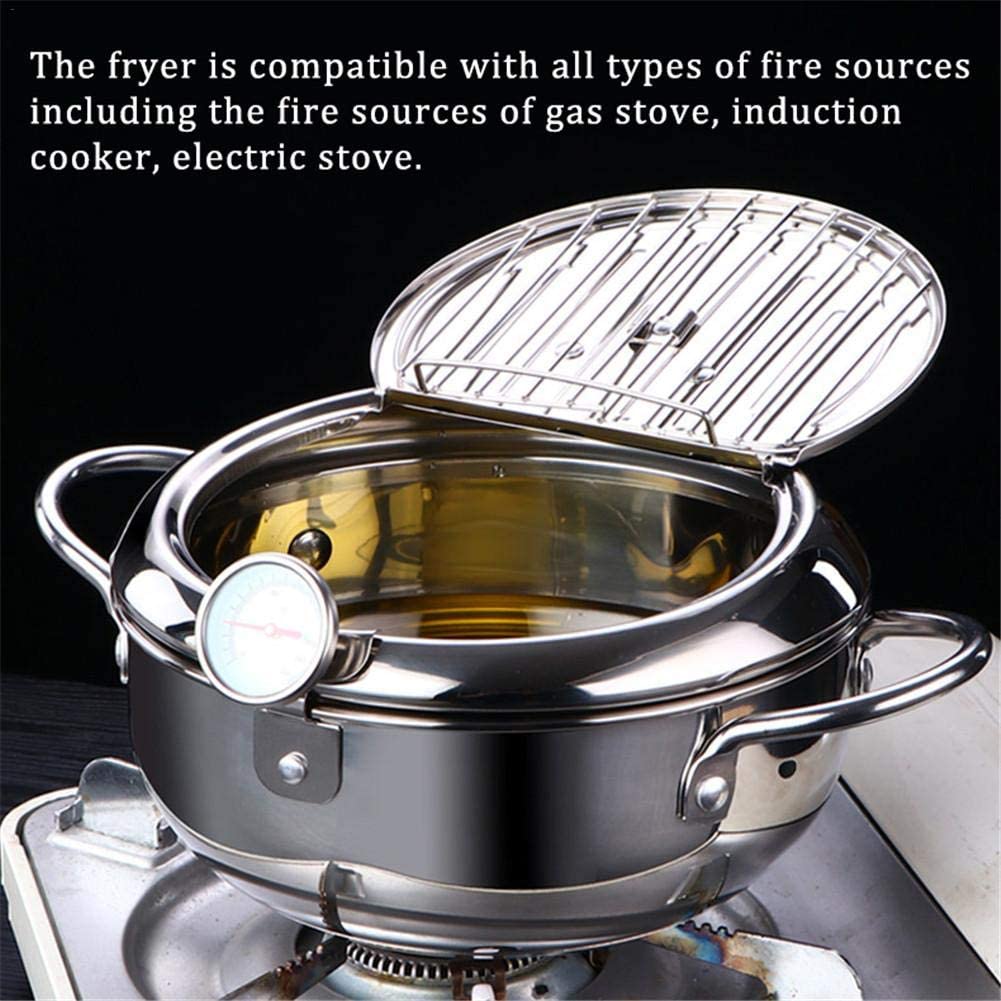 The fryer is compatible with all types of fire sources
including the fire sources of gas stove, induction
cooker, electric stove.